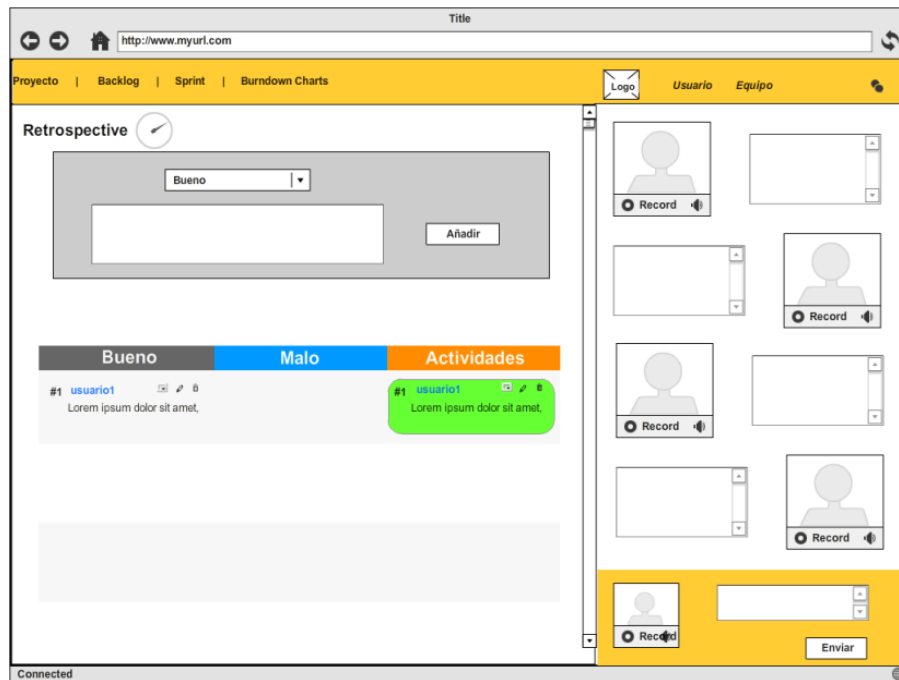 Title
http://www.myurl.com
Proyecto | Backlog | Sprint | Burndown Charts
Logo Usuario Equipo
Retrospective
Bueno
Añadir
Bueno Malo Actividades
#1 usuario1
Lorem ipsum dolor sit amet,
#1 usuario1
Lorem ipsum dolor sit amet,
Record
Record
Record
Record
Record
Enviar
Connected